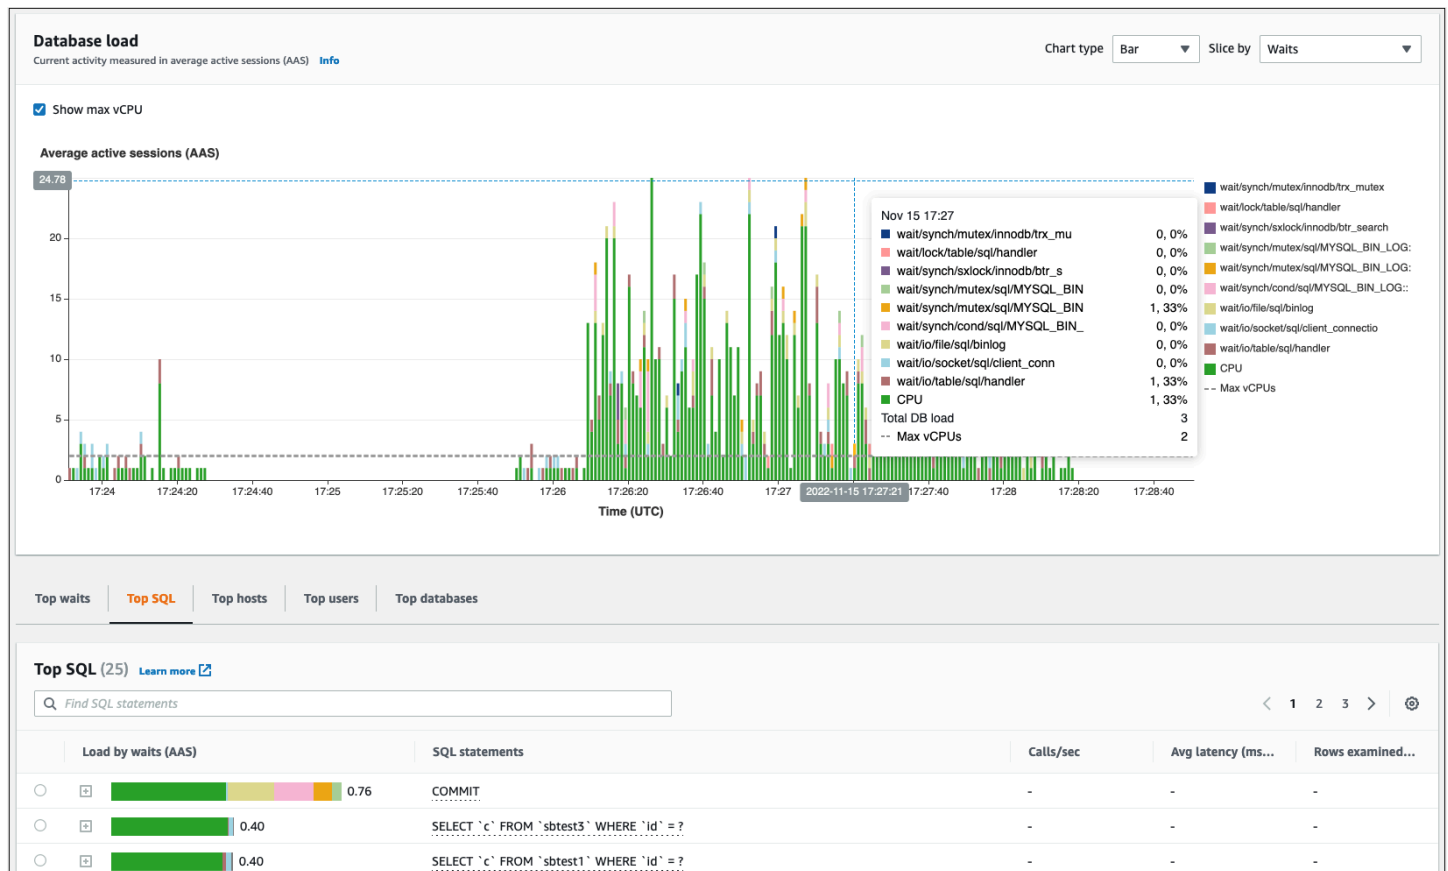 Database load
Current activity measured in average active sessions (AAS) Info
Chart type Bar Slice by Waits
Show max vCPU
Average active sessions (AAS)
24.78
20
15
10
5
0
17:24 17:24:20 17:24:40 17:25 17:25:20 17:25:40 17:26 17:26:20 17:26:40 17:27 2022-11-15 17:27:21 17:27:40 17:28 17:28:20 17:28:40
Time (UTC)
Nov 15 17:27
wait/synch/mutex/innodb/trx_mu 0, 0%
wait/lock/table/sql/handler 0, 0%
wait/synch/sxlock/innodb/btr_s 0, 0%
wait/synch/mutex/sql/MYSQL_BIN 0, 0%
wait/synch/mutex/sql/MYSQL_BIN 1, 33%
wait/synch/cond/sql/MYSQL_BIN_ 0, 0%
wait/io/file/sql/binlog 0, 0%
wait/io/socket/sql/client_conn 0, 0%
wait/io/table/sql/handler 1, 33%
CPU 1, 33%
Total DB load 3
Max vCPUs 2
wait/synch/mutex/innodb/trx_mutex
wait/lock/table/sql/handler
wait/synch/sxlock/innodb/btr_search
wait/synch/mutex/sql/MYSQL_BIN_LOG:
wait/synch/mutex/sql/MYSQL_BIN_LOG:
wait/synch/cond/sql/MYSQL_BIN_LOG::
wait/io/file/sql/binlog
wait/io/socket/sql/client_connectio
wait/io/table/sql/handler
CPU
Max vCPUs
Top waits Top SQL Top hosts Top users Top databases
Top SQL (25) Learn more
Find SQL statements
1 2 3
Load by waits (AAS) SQL statements Calls/sec Avg latency (ms... Rows examined...
0.76 COMMIT - - -
0.40 SELECT `c` FROM `sbtest3` WHERE `id` = ? - - -
0.40 SELECT `c` FROM `sbtest1` WHERE `id` = ? - - -